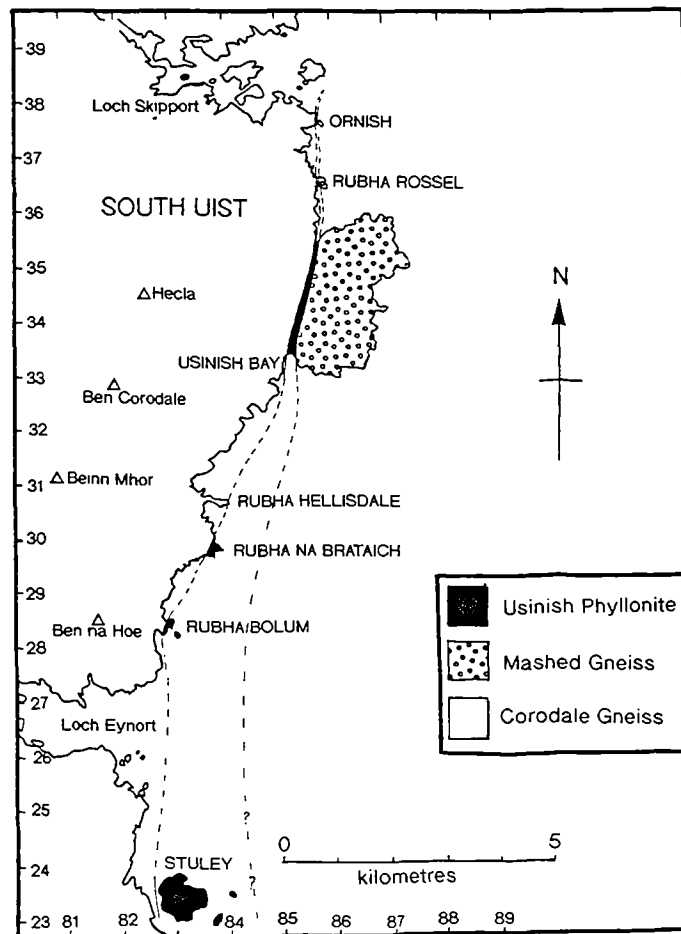 39
38
37
36
35
34
33
32
31
30
29
28
27
26
25
24
23
Loch Skipport
ORNISH
RUBHA ROSSEL
SOUTH UIST
Hecla
N
USINISH BAY
Ben Corodale
Beinn Mhor
RUBHA HELLISDALE
RUBHA NA BRATAICH
Ben na Hoe
RUBHA BOLUM
Usinish Phyllonite
Mashed Gneiss
Corodale Gneiss
Loch Eynort
?
?
STULEY
0 5
kilometres
81 82 84 85 86 87 88 89